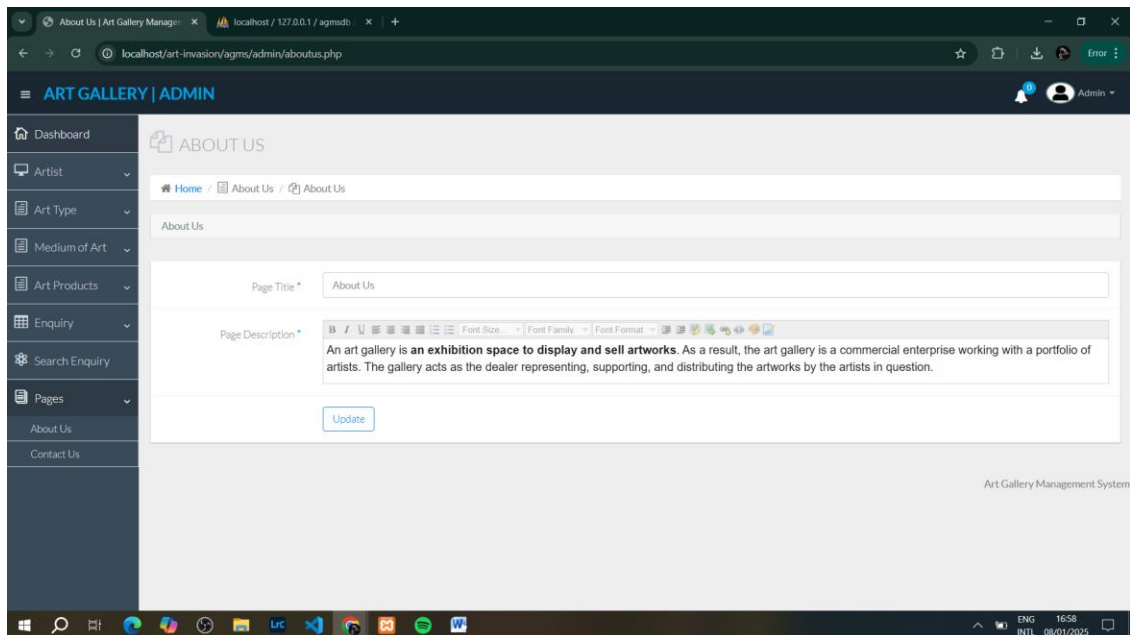 About Us | Art Gallery Manager
localhost / 127.0.0.1 / agmsdb /
localhost/art-invasion/agms/admin/aboutus.php
Error
ART GALLERY | ADMIN
0
Admin
Dashboard
Artist
Art Type
Medium of Art
Art Products
Enquiry
Search Enquiry
Pages
About Us
Contact Us
ABOUT US
Home / About Us / About Us
About Us
Page Title *
About Us
Page Description *
B I U Font Size... Font Family. Font Format
An art gallery is an exhibition space to display and sell artworks. As a result, the art gallery is a commercial enterprise working with a portfolio of
artists. The gallery acts as the dealer representing, supporting, and distributing the artworks by the artists in question.
Update
Art Gallery Management System
LrC
W
ENG
INTL
16:58
08/01/2025